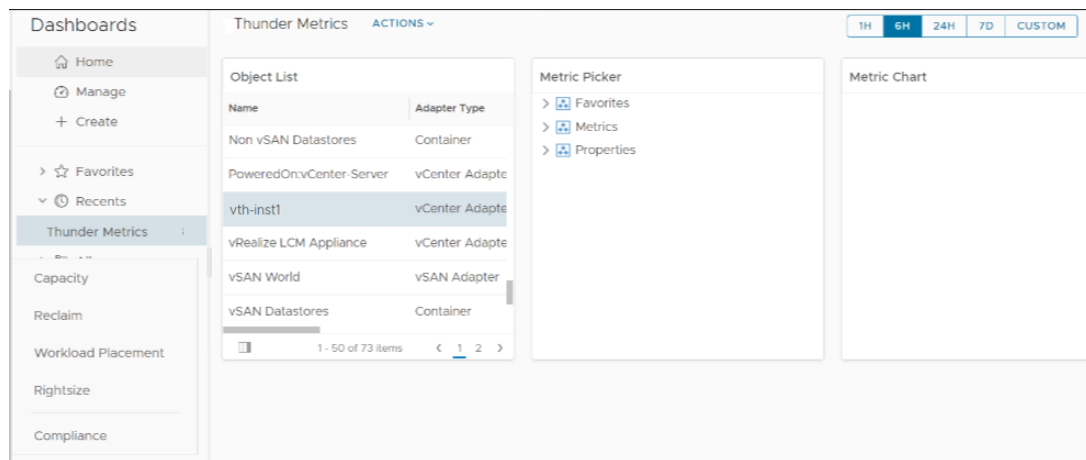 Dashboards
Home
Manage
+ Create
Favorites
Recents
Thunder Metrics
Capacity
Reclaim
Workload Placement
Rightsize
Compliance
Thunder Metrics ACTIONS
1H 6H 24H 7D CUSTOM
Object List
Name Adapter Type
Non vSAN Datastores Container
PoweredOn:vCenter-Server vCenter Adapte
vth-inst1 vCenter Adapte
vRealize LCM Appliance vCenter Adapte
vSAN World vSAN Adapter
vSAN Datastores Container
1 - 50 of 73 items 1 2
Metric Picker
Favorites
Metrics
Properties
Metric Chart